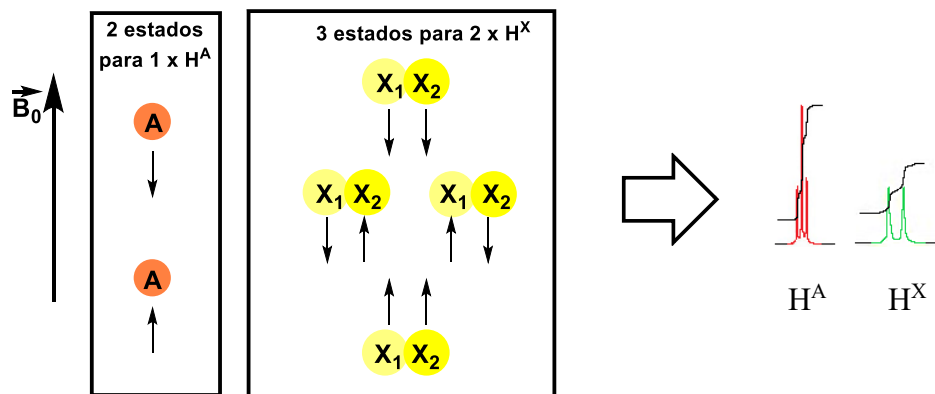 2 estados
para 1 x Hᴬ
3 estados para 2 x Hˣ
B₀
A
A
X₁ X₂
X₁ X₂
X₁ X₂
X₁ X₂
Hᴬ
Hˣ